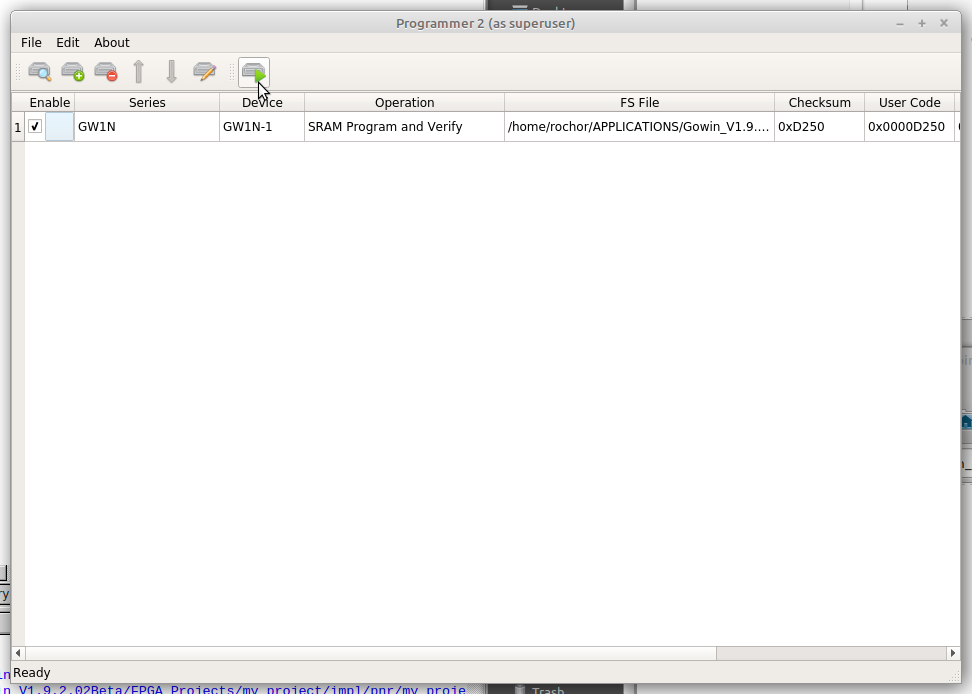 Programmer 2 (as superuser)
File Edit About
Enable Series Device Operation FS File Checksum User Code
1 GW1N GW1N-1 SRAM Program and Verify /home/rochor/APPLICATIONS/Gowin_V1.9.... 0xD250 0x0000D250
Ready
n V1.9.2.02Beta/FPGA_Projects/my_project/impl/pnr/my_proje
Trash